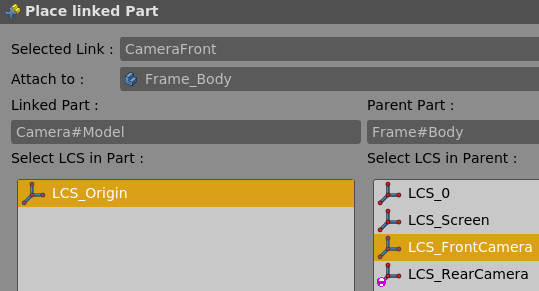 Place linked Part
Selected Link : CameraFront
Attach to : Frame_Body
Linked Part : Parent Part :
Camera#Model Frame#Body
Select LCS in Part : Select LCS in Parent :
LCS_Origin LCS_0
LCS_Screen
LCS_FrontCamera
LCS_RearCamera